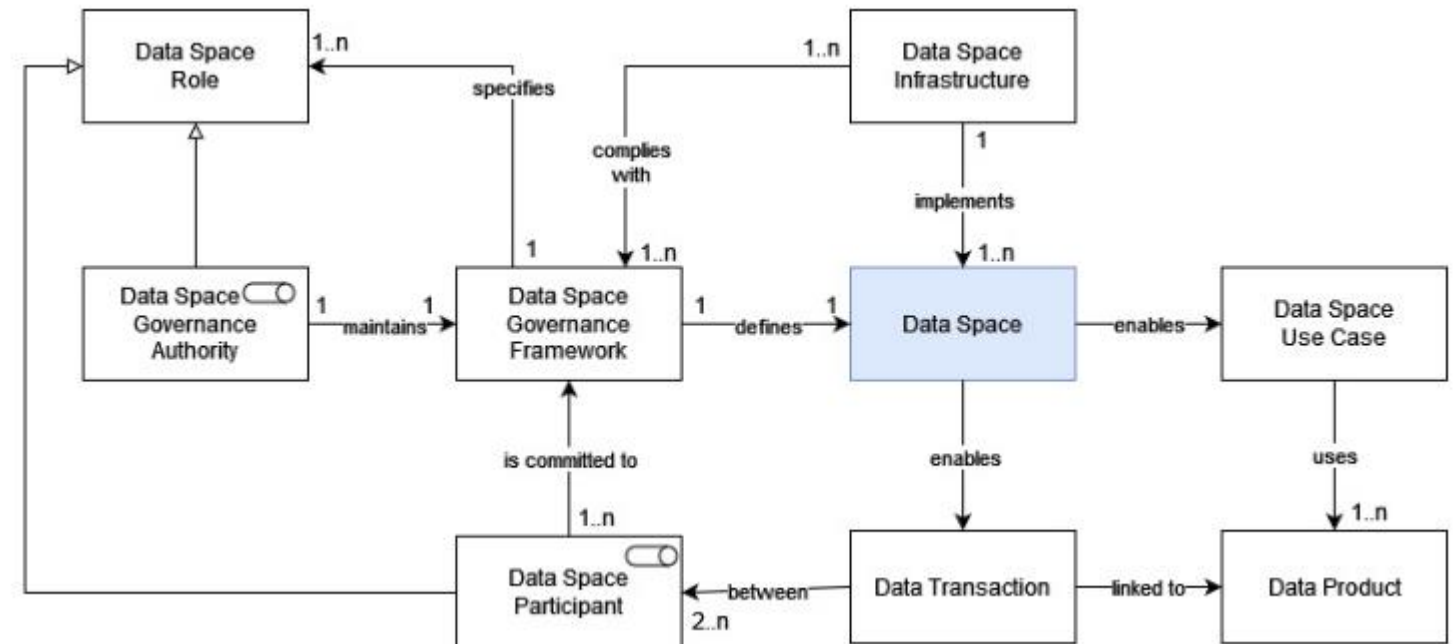 Data Space
Role
1..n
specifies
1..n
Data Space
Infrastructure
complies
with
1
implements
1
1..n
1..n
Data Space
Governance
Authority
1
maintains
1
Data Space
Governance
Framework
1
defines
1
Data Space
enables
Data Space
Use Case
is committed to
enables
uses
1..n
1..n
Data Space
Participant
between
2..n
Data Transaction
linked to
Data Product